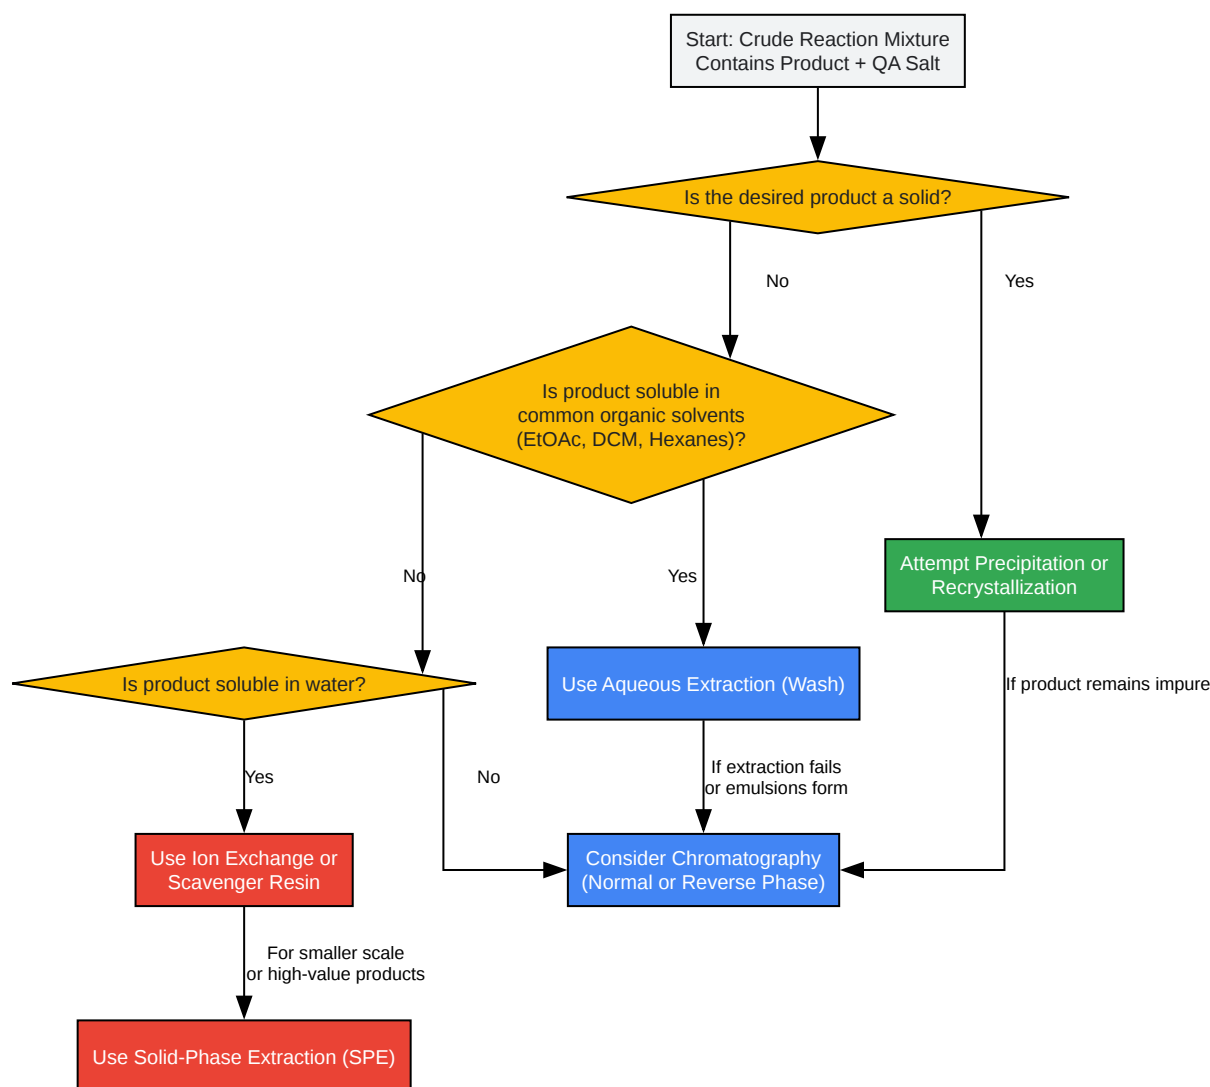 Start: Crude Reaction Mixture
Contains Product + QA Salt
Is the desired product a solid?
No
Yes
Is product soluble in
common organic solvents
(EtOAc, DCM, Hexanes)?
No
Yes
Attempt Precipitation or
Recrystallization
Is product soluble in water?
Use Aqueous Extraction (Wash)
If product remains impure
Yes
No
If extraction fails
or emulsions form
Use Ion Exchange or
Scavenger Resin
Consider Chromatography
(Normal or Reverse Phase)
For smaller scale
or high-value products
Use Solid-Phase Extraction (SPE)